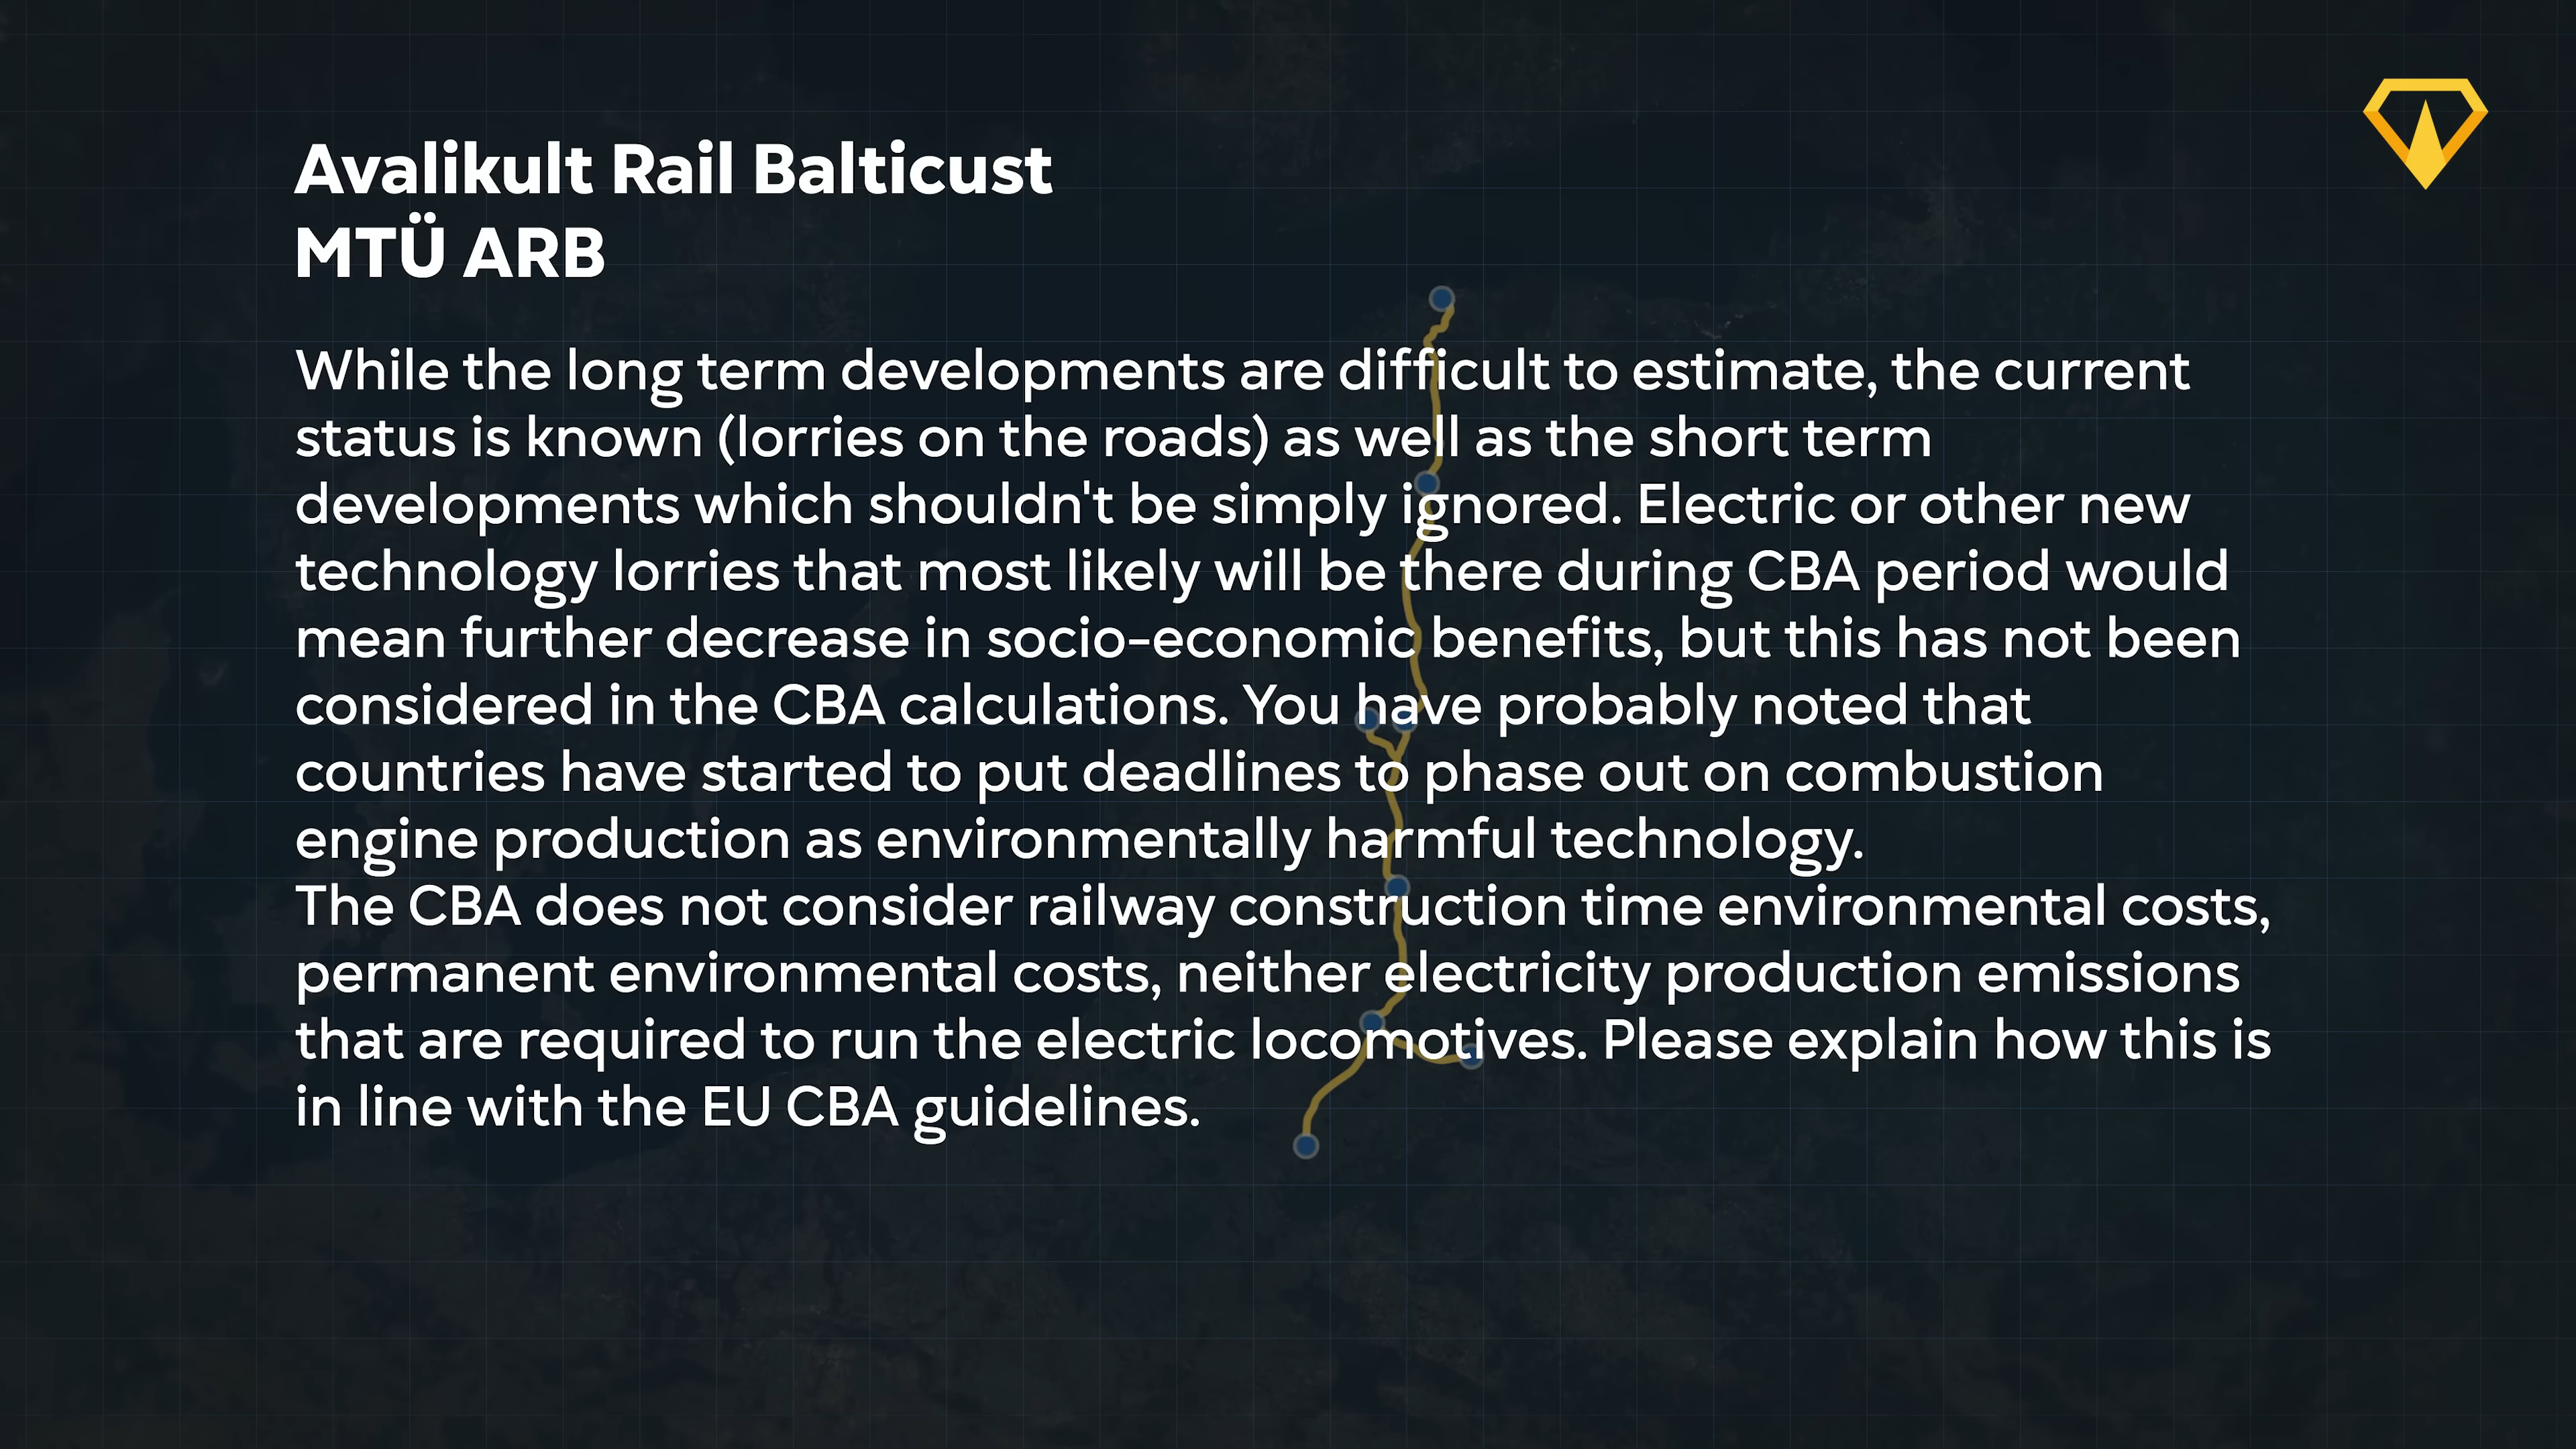 Avalikult Rail Balticust
MTÜ ARB
While the long term developments are difficult to estimate, the current
status is known (lorries on the roads) as well as the short term
developments which shouldn't be simply ignored. Electric or other new
technology lorries that most likely will be there during CBA period would
mean further decrease in socio-economic benefits, but this has not been
considered in the CBA calculations. You have probably noted that
countries have started to put deadlines to phase out on combustion
engine production as environmentally harmful technology.
The CBA does not consider railway construction time environmental costs,
permanent environmental costs, neither electricity production emissions
that are required to run the electric locomotives. Please explain how this is
in line with the EU CBA guidelines.